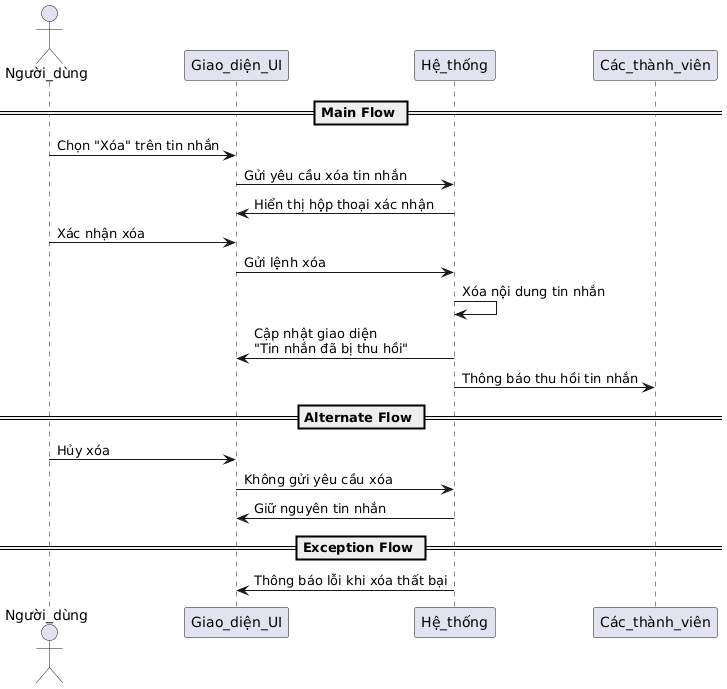 Người_dùng
Giao_diện_UI
Hệ_thống
Các_thành_viên
Main Flow
Chọn "Xóa" trên tin nhắn
Gửi yêu cầu xóa tin nhắn
Hiển thị hộp thoại xác nhận
Xác nhận xóa
Gửi lệnh xóa
Xóa nội dung tin nhắn
Cập nhật giao diện
"Tin nhắn đã bị thu hồi"
Thông báo thu hồi tin nhắn
Alternate Flow
Hủy xóa
Không gửi yêu cầu xóa
Giữ nguyên tin nhắn
Exception Flow
Thông báo lỗi khi xóa thất bại
Người_dùng
Giao_diện_UI
Hệ_thống
Các_thành_viên